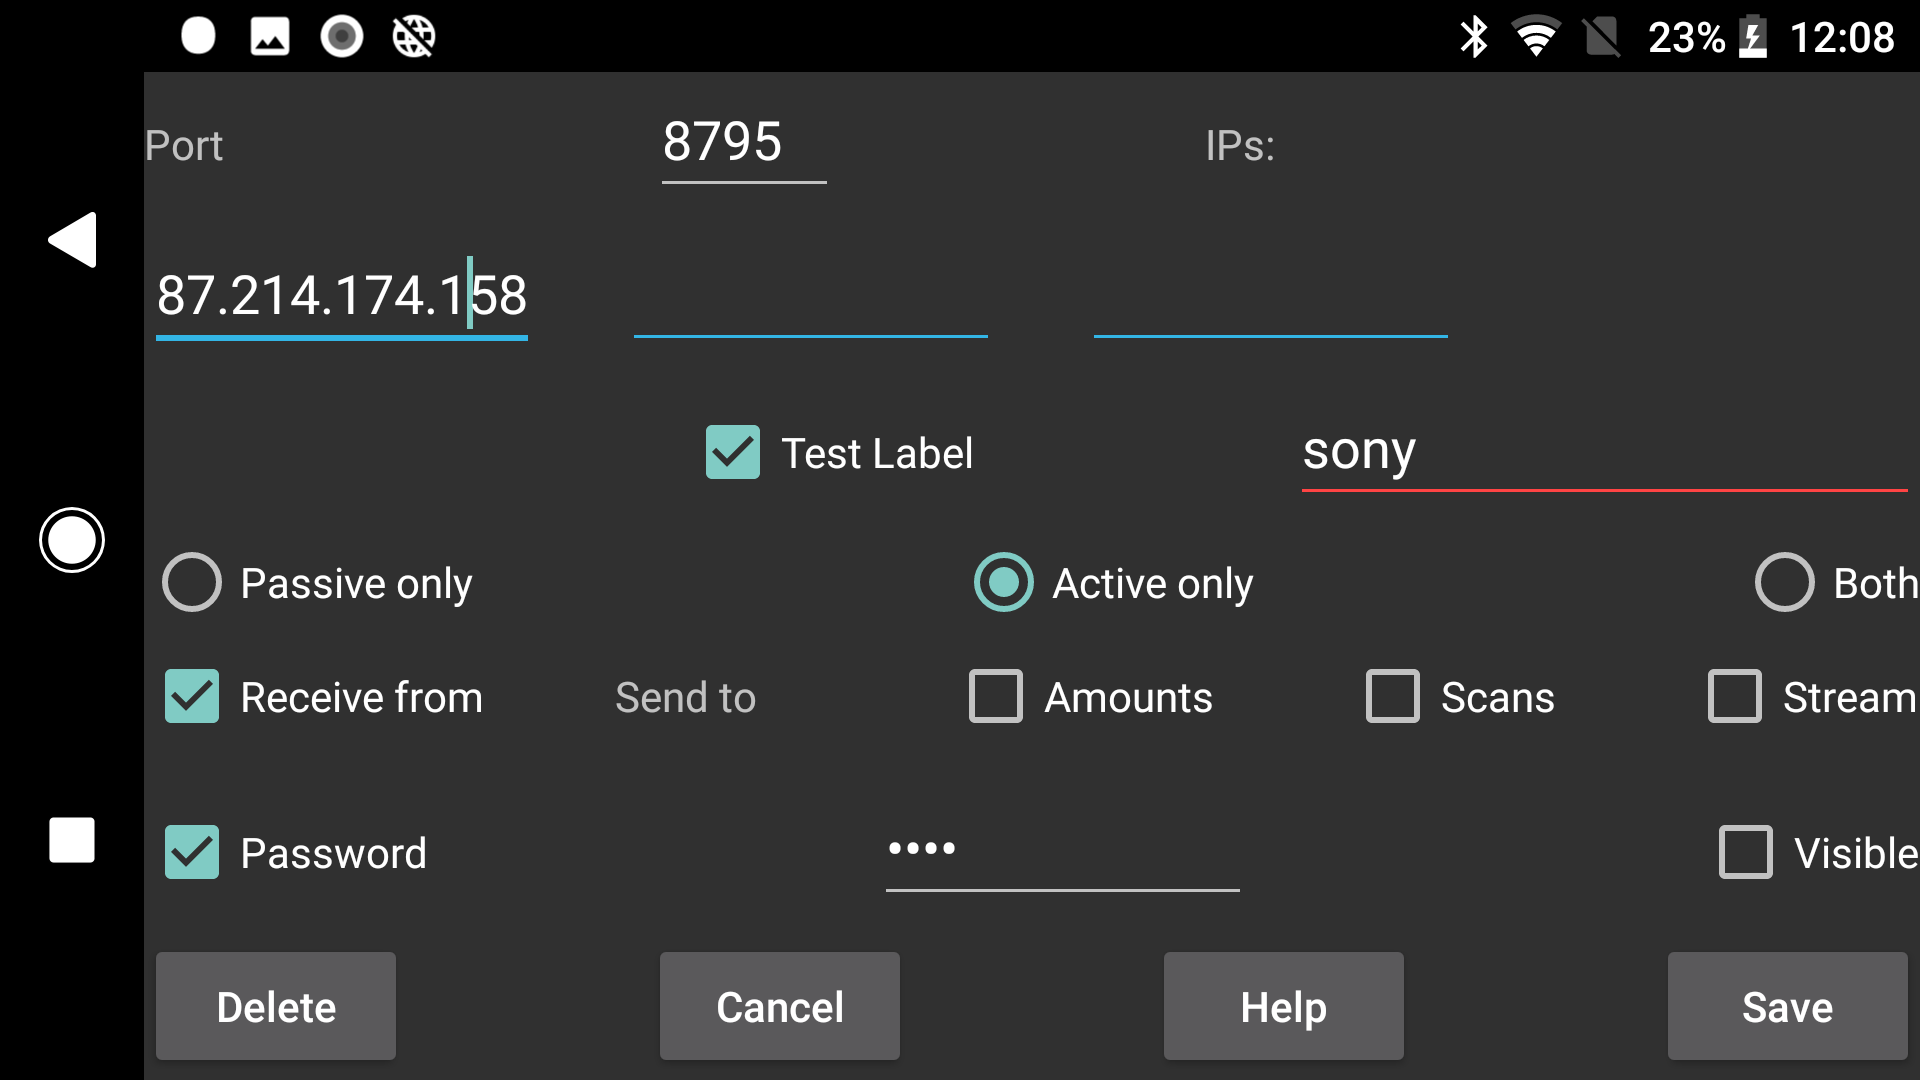 23% 12:08
Port 8795 IPs:
87.214.174.158
Test Label sony
Passive only Active only Both
Receive from Send to Amounts Scans Stream
Password •••• Visible
Delete Cancel Help Save